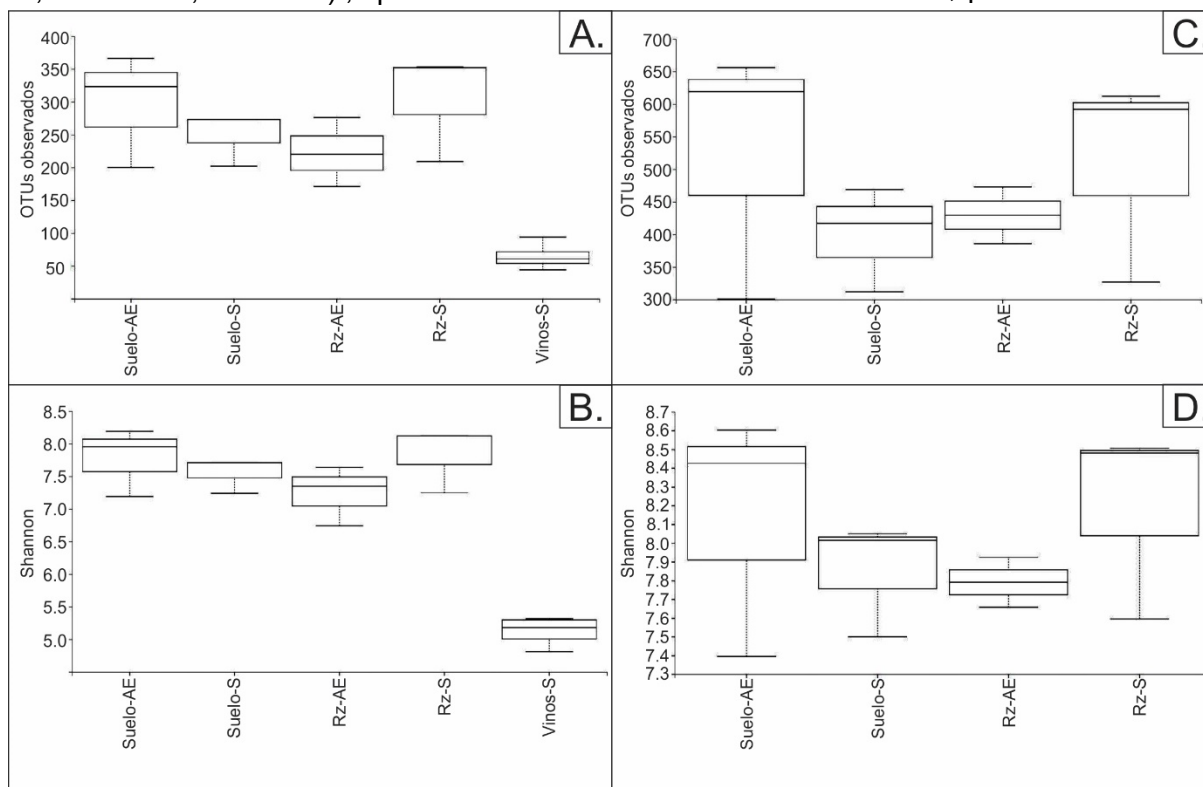 A.
OTUs observados
400
350
300
250
200
150
100
50
Suelo-AE
Suelo-S
Rz-AE
Rz-S
Vinos-S
C
OTUs observados
700
650
600
550
500
450
400
350
300
Suelo-AE
Suelo-S
Rz-AE
Rz-S
B.
Shannon
8.5
8.0
7.5
7.0
6.5
6.0
5.5
5.0
Suelo-AE
Suelo-S
Rz-AE
Rz-S
Vinos-S
D
Shannon
8.7
8.6
8.5
8.4
8.3
8.2
8.1
8.0
7.9
7.8
7.7
7.6
7.5
7.4
7.3
Suelo-AE
Suelo-S
Rz-AE
Rz-S